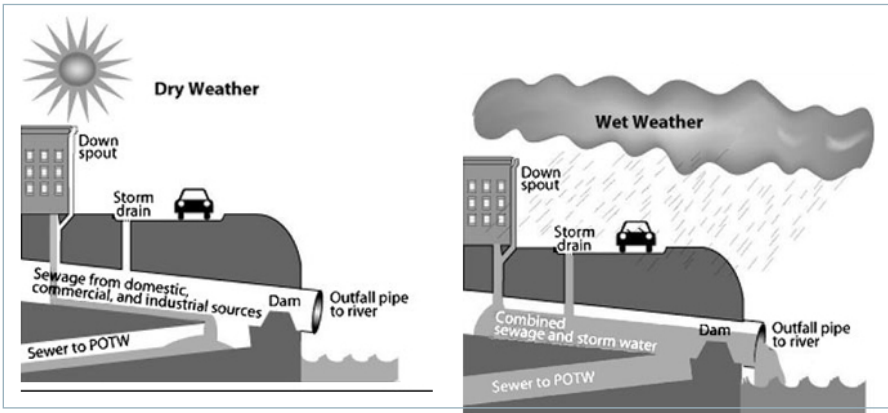 Dry Weather
Down
spout
Storm
drain
Sewage from domestic,
commercial, and industrial sources
Dam
Outfall pipe
to river
Sewer to POTW
Wet Weather
Down
spout
Storm
drain
Combined
sewage and storm water
Dam
Outfall pipe
to river
Sewer to POTW